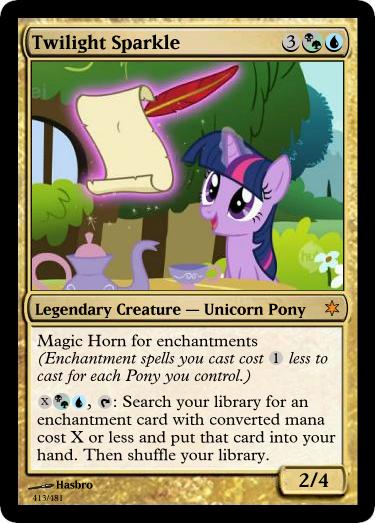 Twilight Sparkle 3
Legendary Creature — Unicorn Pony
Magic Horn for enchantments
(Enchantment spells you cast cost 1 less to
cast for each Pony you control.)
X, : Search your library for an
enchantment card with converted mana
cost X or less and put that card into your
hand. Then shuffle your library.
Hasbro
2/4
413/481